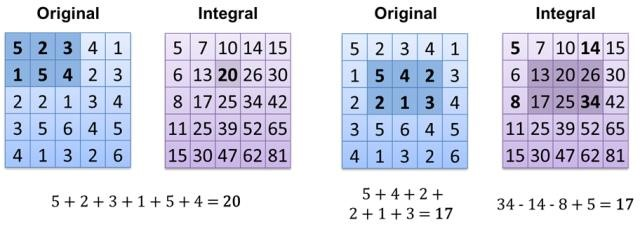 Original Integral Original Integral
5 2 3 4 1 5 7 10 14 15 5 2 3 4 1 5 7 10 14 15
1 5 4 2 3 6 13 20 26 30 1 5 4 2 3 6 13 20 26 30
2 2 1 3 4 8 17 25 34 42 2 2 1 3 4 8 17 25 34 42
3 5 6 4 5 11 25 39 52 65 3 5 6 4 5 11 25 39 52 65
4 1 3 2 6 15 30 47 62 81 4 1 3 2 6 15 30 47 62 81
5 + 2 + 3 + 1 + 5 + 4 = 20
5 + 4 + 2 +
2 + 1 + 3 = 17
34 - 14 - 8 + 5 = 17